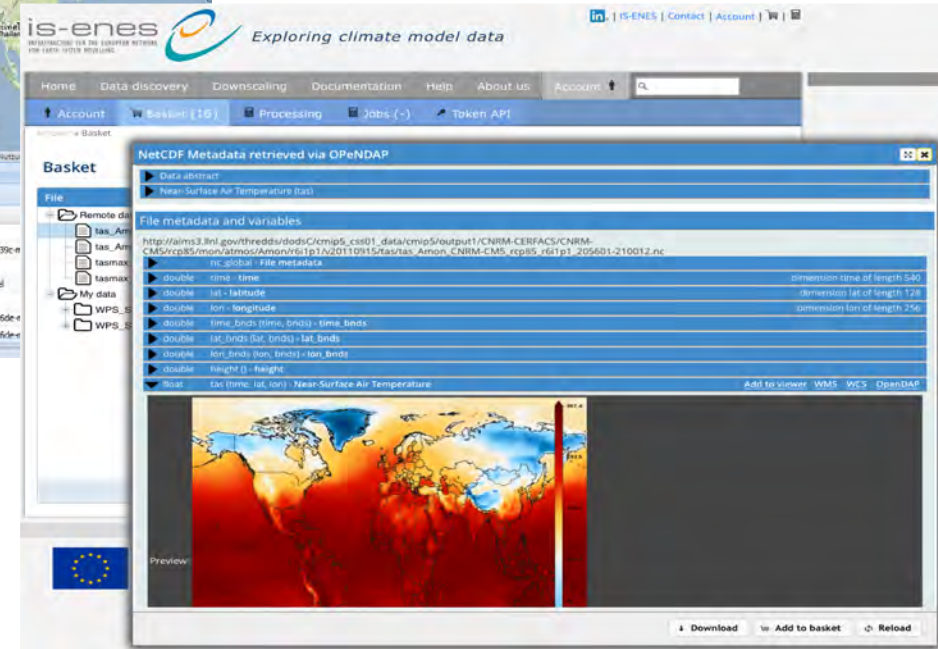 is-enes
INFRASTRUCTURE FOR THE EUROPEAN NETWORK
FOR EARTH SYSTEM MODELLING
Exploring climate model data
in. | IS-ENES | Contact | Account | |
Home Data discovery Downscaling Documentation Help About us Account
Account Basket (16) Processing Jobs (-) Token API
» Basket
Basket
File
Remote da
tas_Am
tas_Am
tasmax
tasmax
My data
WPS_S
WPS_S
NetCDF Metadata retrieved via OPeNDAP
Data abstract
Near-Surface Air Temperature (tas)
File metadata and variables
http://aims3.llnl.gov/thredds/dodsC/cmip5_css01_data/cmip5/output1/CNRM-CERFACS/CNRM-
CM5/rcp85/mon/atmos/Amon/r6i1p1/v20110915/tas/tas_Amon_CNRM-CM5_rcp85_r6i1p1_205601-210012.nc
nc_global - File metadata
double time - time dimension time of length 540
double lat - latitude dimension lat of length 128
double lon - longitude dimension lon of length 256
double time_bnds (time, bnds) - time_bnds
double lat_bnds (lat, bnds) - lat_bnds
double lon_bnds (lon, bnds) - lon_bnds
double height () - height
float tas (time, lat, lon) - Near-Surface Air Temperature Add to viewer WMS WCS OpenDAP
Preview:
Download Add to basket Reload